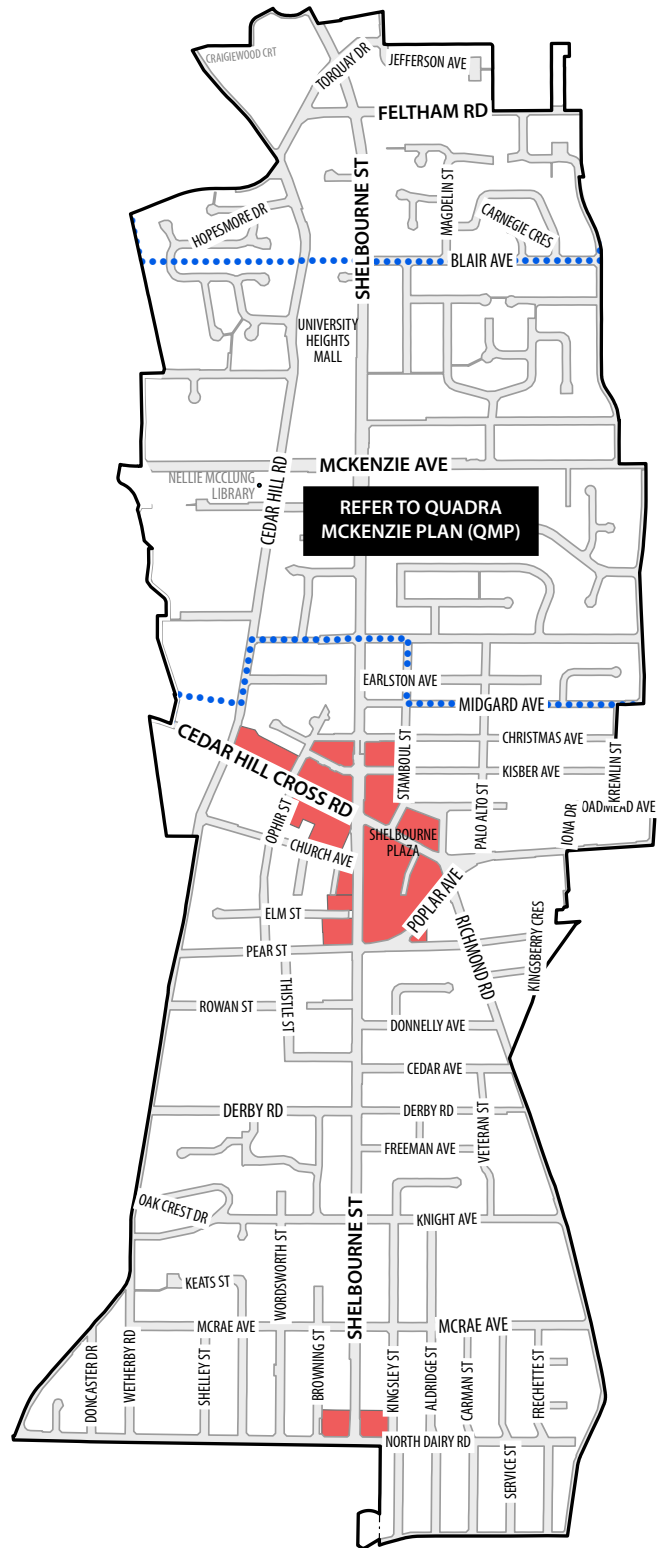 CRAIGIEWOOD CRT
TORQUAY DR
JEFFERSON AVE
FELTHAM RD
SHELBOURNE ST
MAGDELIN ST
CARNEGIE CRES
HOPESMORE DR
BLAIR AVE
UNIVERSITY
HEIGHTS
MALL
MCKENZIE AVE
NELLIE MCCLUNG
LIBRARY
CEDAR HILL RD
REFER TO QUADRA
MCKENZIE PLAN (QMP)
EARLSTON AVE
MIDGARD AVE
CEDAR HILL CROSS RD
CHRISTMAS AVE
STAMBOUL ST
KISBER AVE
KREMLIN ST
PALO ALTO ST
OADMEAD AVE
IONA DR
OPHIR ST
SHELBOURNE
PLAZA
CHURCH AVE
POPLAR AVE
ELM ST
RICHMOND RD
KINGSBERRY CRES
PEAR ST
THISTLE ST
ROWAN ST
DONNELLY AVE
CEDAR AVE
DERBY RD
DERBY RD
VETERAN ST
FREEMAN AVE
OAK CREST DR
KNIGHT AVE
WORDSWORTH ST
SHELBOURNE ST
KEATS ST
MCRAE AVE
MCRAE AVE
DONCASTER DR
WETHERBY RD
SHELLEY ST
BROWNING ST
KINGSLEY ST
ALDRIDGE ST
CARMAN ST
FRECHETTE ST
NORTH DAIRY RD
SERVICE ST